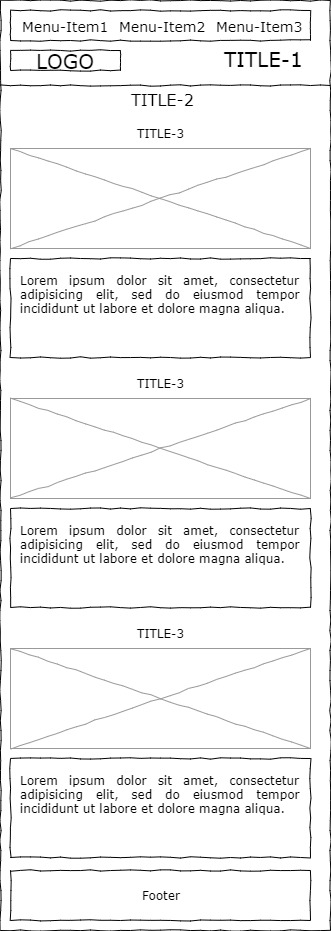 Menu-Item1 Menu-Item2 Menu-Item3
LOGO TITLE-1
TITLE-2
TITLE-3
Lorem ipsum dolor sit amet, consectetur
adipisicing elit, sed do eiusmod tempor
incididunt ut labore et dolore magna aliqua.
TITLE-3
Lorem ipsum dolor sit amet, consectetur
adipisicing elit, sed do eiusmod tempor
incididunt ut labore et dolore magna aliqua.
TITLE-3
Lorem ipsum dolor sit amet, consectetur
adipisicing elit, sed do eiusmod tempor
incididunt ut labore et dolore magna aliqua.
Footer